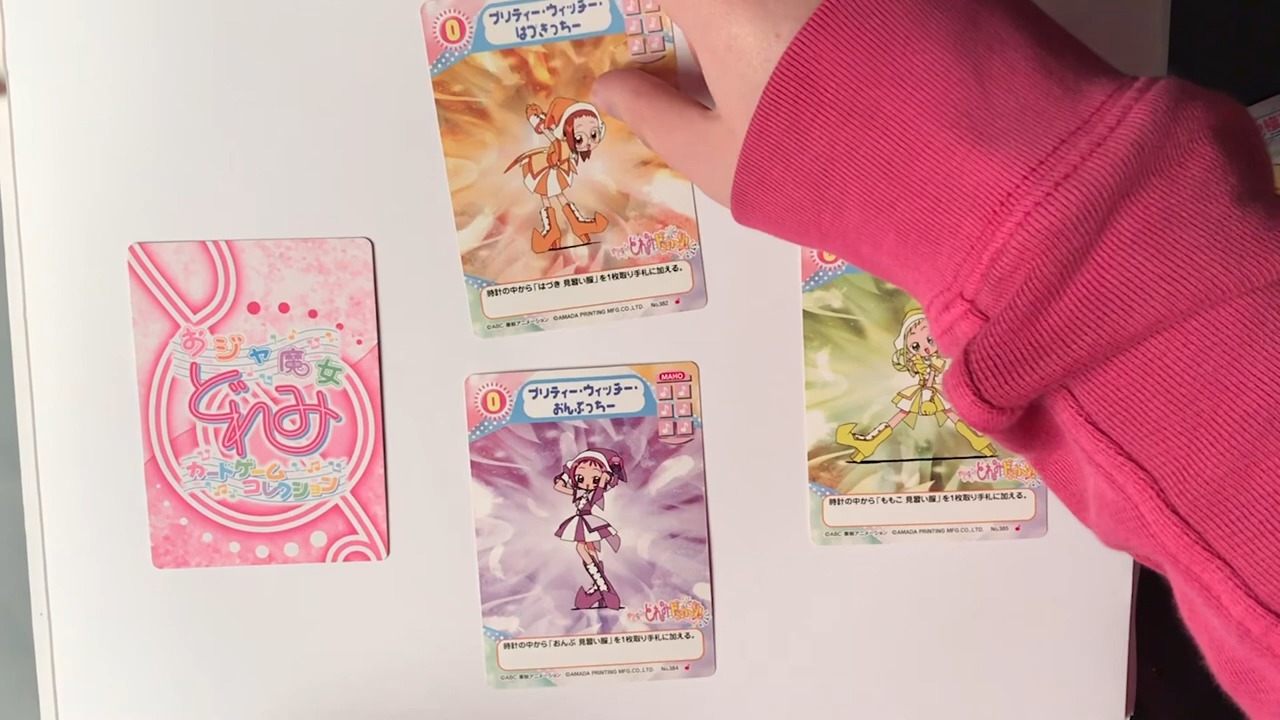 0
プリティー・ウィッチー・
はづきっちー
時計の中から「はづき 見習い服」を1枚取り手札に加える。
©ABC 東映アニメーション ©AMADA PRINTING MFG.CO.,LTD. No.382
おジャ魔女
どれみ
カードゲーム
コレクション
0
プリティー・ウィッチー・
おんぷっちー
MAHO
どれみドッカ〜ン!
時計の中から「おんぷ 見習い服」を1枚取り手札に加える。
©ABC 東映アニメーション ©AMADA PRINTING MFG.CO.,LTD. No.384
時計の中から「ももこ 見習い服」を1枚取り手札に加える。
©ABC 東映アニメーション ©AMADA PRINTING MFG.CO.,LTD. No.385